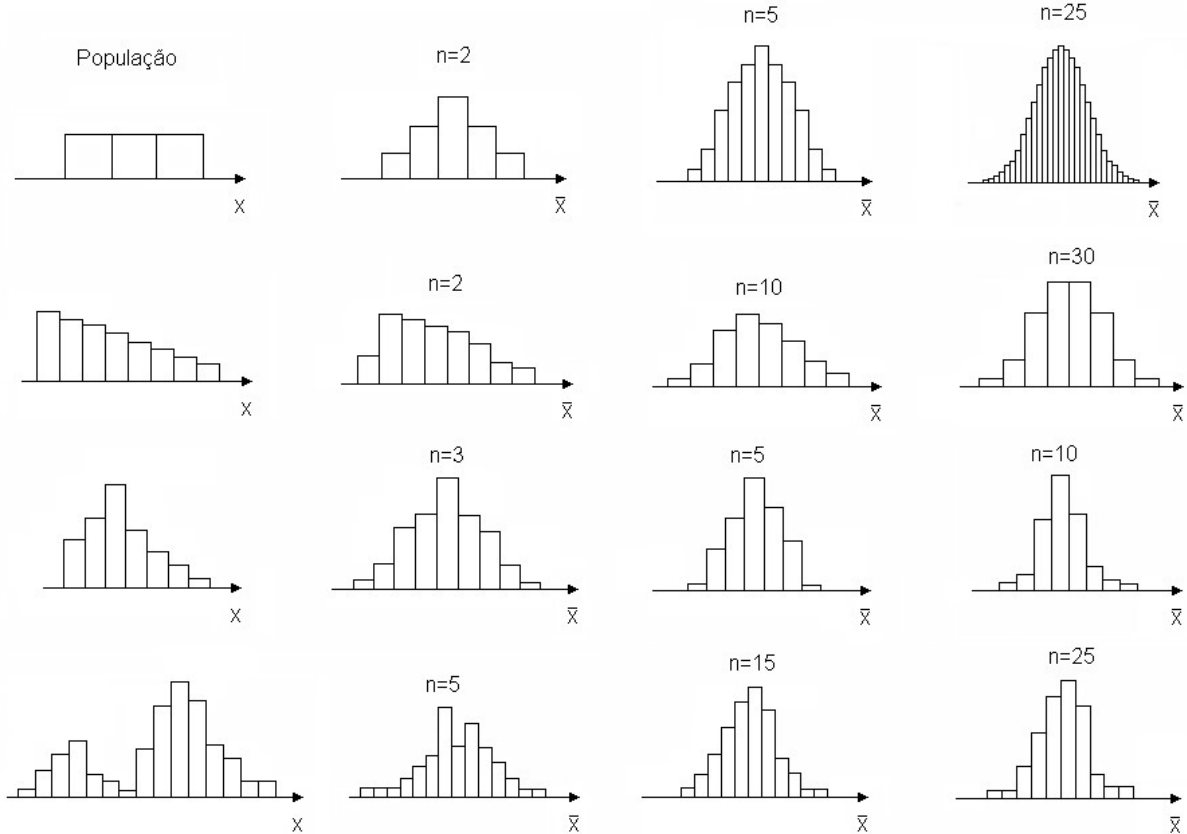 População
n=2
n=5
n=25
X
X̄
X̄
X̄
n=2
n=10
n=30
X
X̄
X̄
X̄
n=3
n=5
n=10
X
X̄
X̄
X̄
n=5
n=15
n=25
X
X̄
X̄
X̄